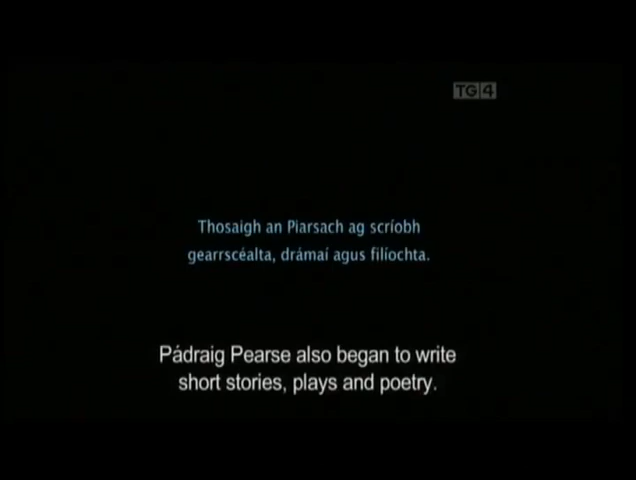 TG4
Thosaigh an Piarsach ag scríobh
gearrscéalta, drámaí agus filíochta.
Pádraig Pearse also began to write
short stories, plays and poetry.